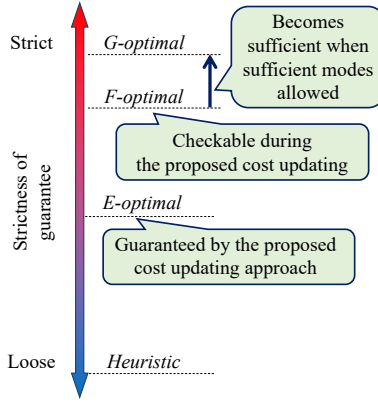 Strict
G-optimal
Becomes
sufficient when
sufficient modes
allowed
F-optimal
Checkable during
the proposed cost updating
Strictness of
guarantee
E-optimal
Guaranteed by the proposed
cost updating approach
Loose
Heuristic